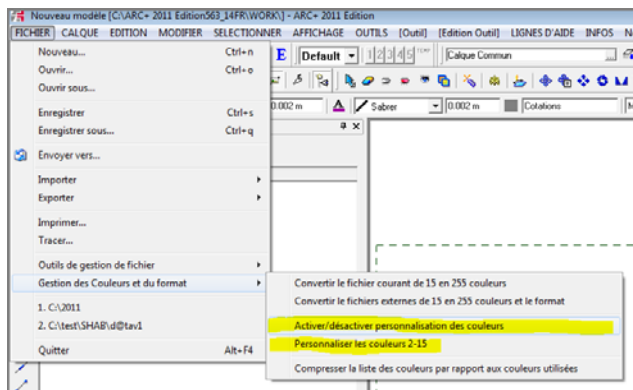 Nouveau modèle [C:\ARC+ 2011 Edition563_14FR\WORK\] - ARC+ 2011 Edition
FICHIER CALQUE EDITION MODIFIER SELECTIONNER AFFICHAGE OUTILS [Outil] [Edition Outil] LIGNES D'AIDE INFOS
Nouveau... Ctrl+n
E Default 1 2 3 4 5 Calque Commun
Ouvrir... Ctrl+o
Ouvrir sous...
0.002 m A Sabrer 0.002 m Cotations
Enregistrer Ctrl+s
Enregistrer sous... Ctrl+q
Envoyer vers...
Importer
Exporter
Imprimer...
Tracer...
Outils de gestion de fichier
Gestion des Couleurs et du format
Convertir le fichier courant de 15 en 255 couleurs
Convertir le fichiers externes de 15 en 255 couleurs et le format
Activer/désactiver personnalisation des couleurs
Personnaliser les couleurs 2-15
Compresser la liste des couleurs par rapport aux couleurs utilisées
1. C:\2011
2. C:\test\SHAB\d@tav1
Quitter Alt+F4